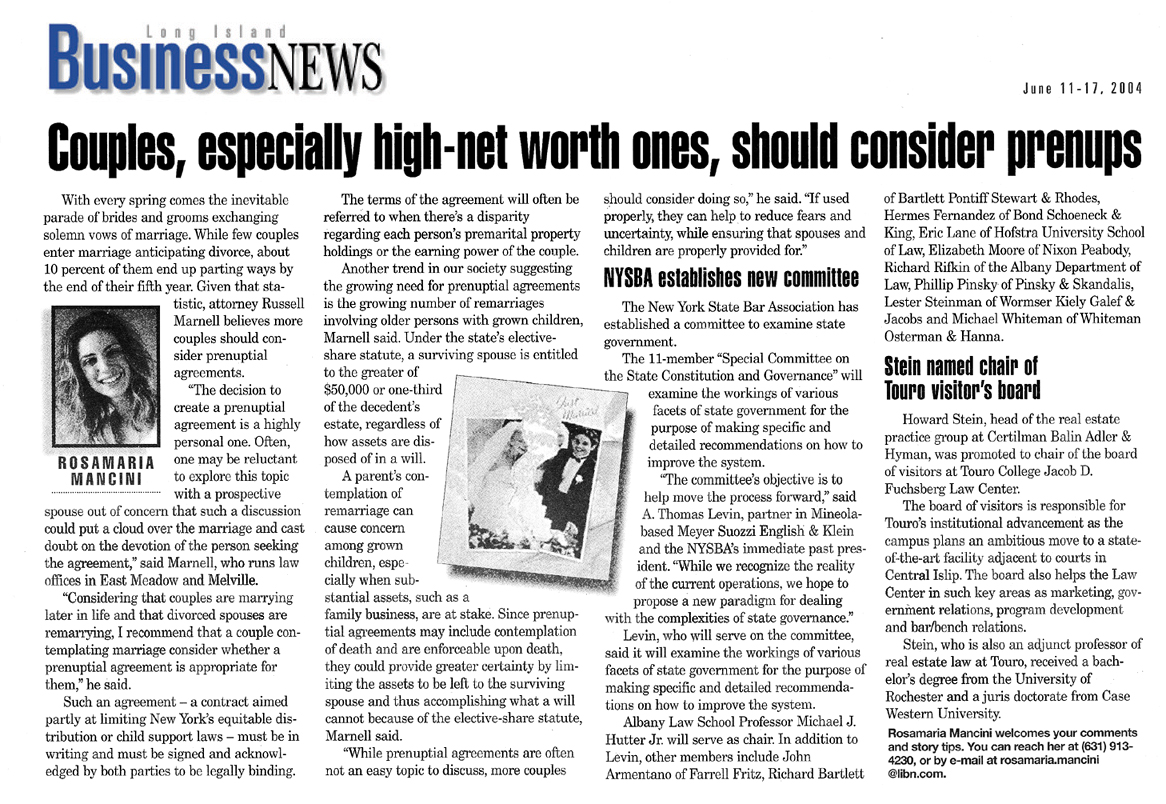 Long Island
BusinessNEWS
June 11-17, 2004
Couples, especially high-net worth ones, should consider prenups
With every spring comes the inevitable
parade of brides and grooms exchanging
solemn vows of marriage. While few couples
enter marriage anticipating divorce, about
10 percent of them end up parting ways by
the end of their fifth year. Given that sta-
tistic, attorney Russell
Marnell believes more
couples should con-
sider prenuptial
agreements.
"The decision to
create a prenuptial
agreement is a highly
personal one. Often,
one may be reluctant
to explore this topic
with a prospective
ROSAMARIA
MANCINI
spouse out of concern that such a discussion
could put a cloud over the marriage and cast
doubt on the devotion of the person seeking
the agreement," said Marnell, who runs law
offices in East Meadow and Melville.
"Considering that couples are marrying
later in life and that divorced spouses are
remarrying, I recommend that a couple con-
templating marriage consider whether a
prenuptial agreement is appropriate for
them," he said.
Such an agreement – a contract aimed
partly at limiting New York's equitable dis-
tribution or child support laws – must be in
writing and must be signed and acknowl-
edged by both parties to be legally binding.
The terms of the agreement will often be
referred to when there's a disparity
regarding each person's premarital property
holdings or the earning power of the couple.
Another trend in our society suggesting
the growing need for prenuptial agreements
is the growing number of remarriages
involving older persons with grown children,
Marnell said. Under the state's elective-
share statute, a surviving spouse is entitled
to the greater of
$50,000 or one-third
of the decedent's
estate, regardless of
how assets are dis-
posed of in a will.
A parent's con-
templation of
remarriage can
cause concern
among grown
children, espe-
cially when sub-
stantial assets, such as a
family business, are at stake. Since prenup-
tial agreements may include contemplation
of death and are enforceable upon death,
they could provide greater certainty by lim-
iting the assets to be left to the surviving
spouse and thus accomplishing what a will
cannot because of the elective-share statute,
Marnell said.
"While prenuptial agreements are often
not an easy topic to discuss, more couples
Just
Married
should consider doing so," he said. "If used
properly, they can help to reduce fears and
uncertainty, while ensuring that spouses and
children are properly provided for."
NYSBA establishes new committee
The New York State Bar Association has
established a committee to examine state
government.
The 11-member "Special Committee on
the State Constitution and Governance" will
examine the workings of various
facets of state government for the
purpose of making specific and
detailed recommendations on how to
improve the system.
"The committee's objective is to
help move the process forward," said
A. Thomas Levin, partner in Mineola-
based Meyer Suozzi English & Klein
and the NYSBA's immediate past pres-
ident. "While we recognize the reality
of the current operations, we hope to
propose a new paradigm for dealing
with the complexities of state governance."
Levin, who will serve on the committee,
said it will examine the workings of various
facets of state government for the purpose of
making specific and detailed recommenda-
tions on how to improve the system.
Albany Law School Professor Michael J.
Hutter Jr. will serve as chair. In addition to
Levin, other members include John
Armentano of Farrell Fritz, Richard Bartlett
of Bartlett Pontiff Stewart & Rhodes,
Hermes Fernandez of Bond Schoeneck &
King, Eric Lane of Hofstra University School
of Law, Elizabeth Moore of Nixon Peabody,
Richard Rifkin of the Albany Department of
Law, Phillip Pinsky of Pinsky & Skandalis,
Lester Steinman of Wormser Kiely Galef &
Jacobs and Michael Whiteman of Whiteman
Osterman & Hanna.
Stein named chair of
Touro visitor's board
Howard Stein, head of the real estate
practice group at Certilman Balin Adler &
Hyman, was promoted to chair of the board
of visitors at Touro College Jacob D.
Fuchsberg Law Center.
The board of visitors is responsible for
Touro's institutional advancement as the
campus plans an ambitious move to a state-
of-the-art facility adjacent to courts in
Central Islip. The board also helps the Law
Center in such key areas as marketing, gov-
ernment relations, program development
and bar/bench relations.
Stein, who is also an adjunct professor of
real estate law at Touro, received a bach-
elor's degree from the University of
Rochester and a juris doctorate from Case
Western University.
Rosamaria Mancini welcomes your comments
and story tips. You can reach her at (631) 913-
4230, or by e-mail at rosamaria.mancini
@libn.com.